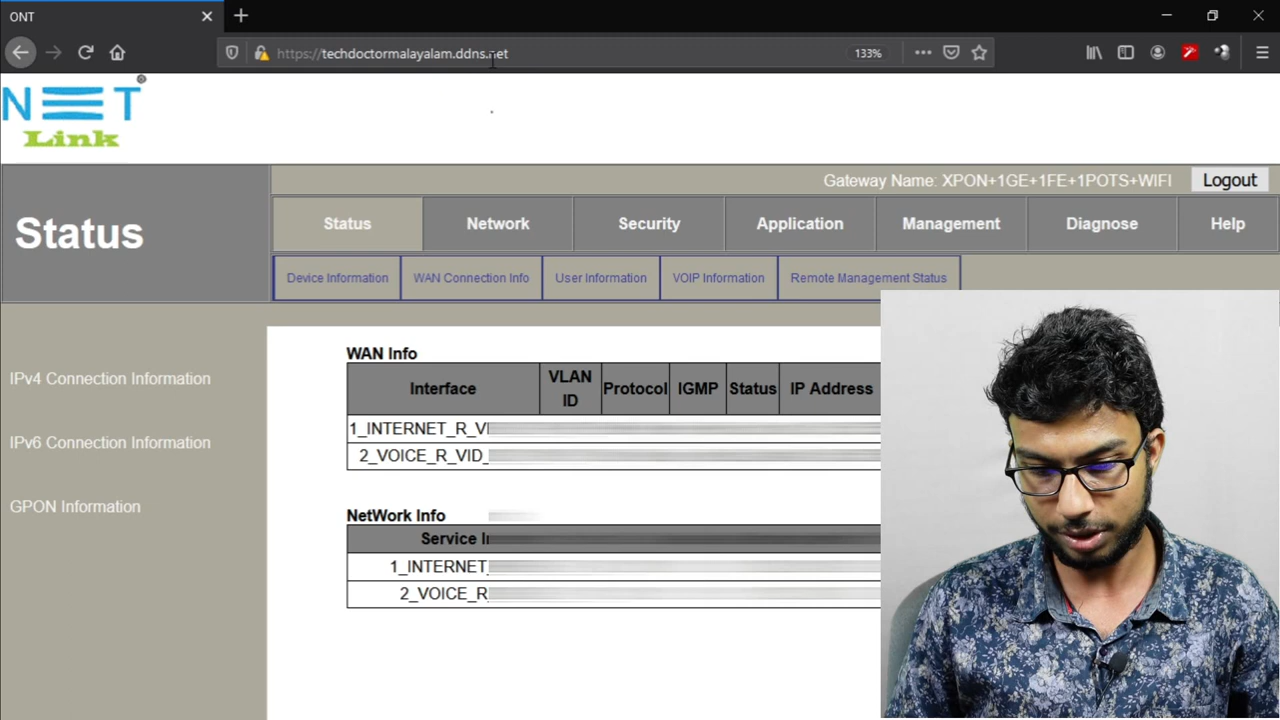 ONT
https://techdoctormalayalam.ddns.net
133%
NET
Link
Gateway Name: XPON+1GE+1FE+1POTS+WIFI Logout
Status
Status Network Security Application Management Diagnose Help
Device Information WAN Connection Info User Information VOIP Information Remote Management Status
IPv4 Connection Information
IPv6 Connection Information
GPON Information
WAN Info
Interface VLAN ID Protocol IGMP Status IP Address
1_INTERNET_R_VI
2_VOICE_R_VID_
NetWork Info
Service
1_INTERNET_
2_VOICE_R